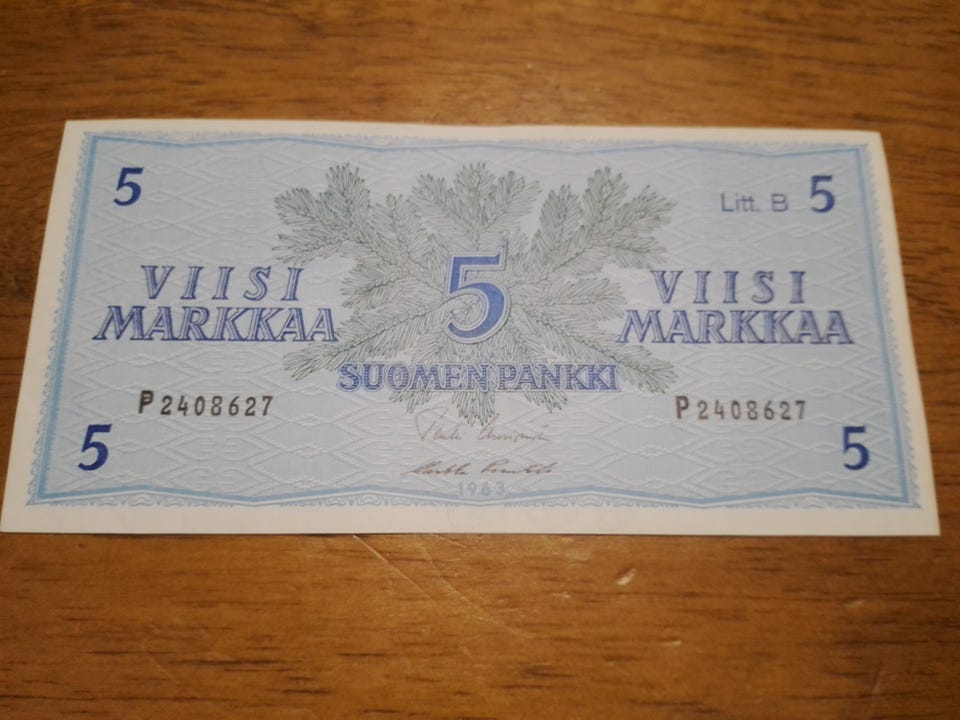 5
Litt. B 5
5
VIISI
MARKKAA
VIISI
MARKKAA
SUOMEN PANKKI
P2408627
P2408627
5
5
1963